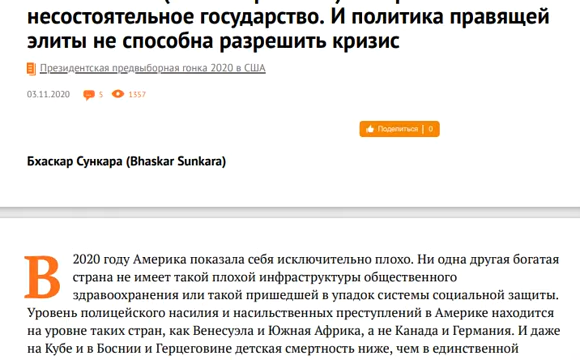 несостоятельное государство. И политика правящей
элиты не способна разрешить кризис
Президентская предвыборная гонка 2020 в США
03.11.2020 5 1357
Поделиться 0
Бхаскар Сункара (Bhaskar Sunkara)
В 2020 году Америка показала себя исключительно плохо. Ни одна другая богатая
страна не имеет такой плохой инфраструктуры общественного
здравоохранения или такой пришедшей в упадок системы социальной защиты.
Уровень полицейского насилия и насильственных преступлений в Америке находится
на уровне таких стран, как Венесуэла и Южная Африка, а не Канада и Германия. И даже
на Кубе и в Боснии и Герцеговине детская смертность ниже, чем в единственной